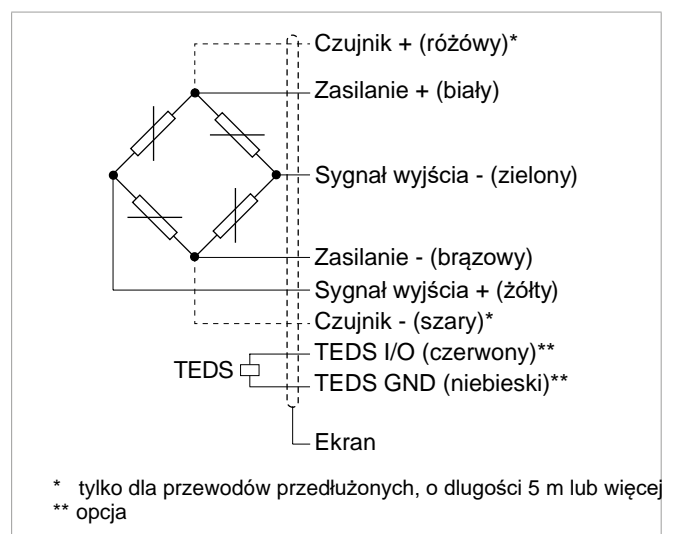 Czujnik + (różówy)*
Zasilanie + (biały)
Sygnał wyjścia - (zielony)
Zasilanie - (brązowy)
Sygnał wyjścia + (żółty)
Czujnik - (szary)*
TEDS I/O (czerwony)**
TEDS
TEDS GND (niebieski)**
Ekran
* tylko dla przewodów przedłużonych, o dlugości 5 m lub więcej
** opcja